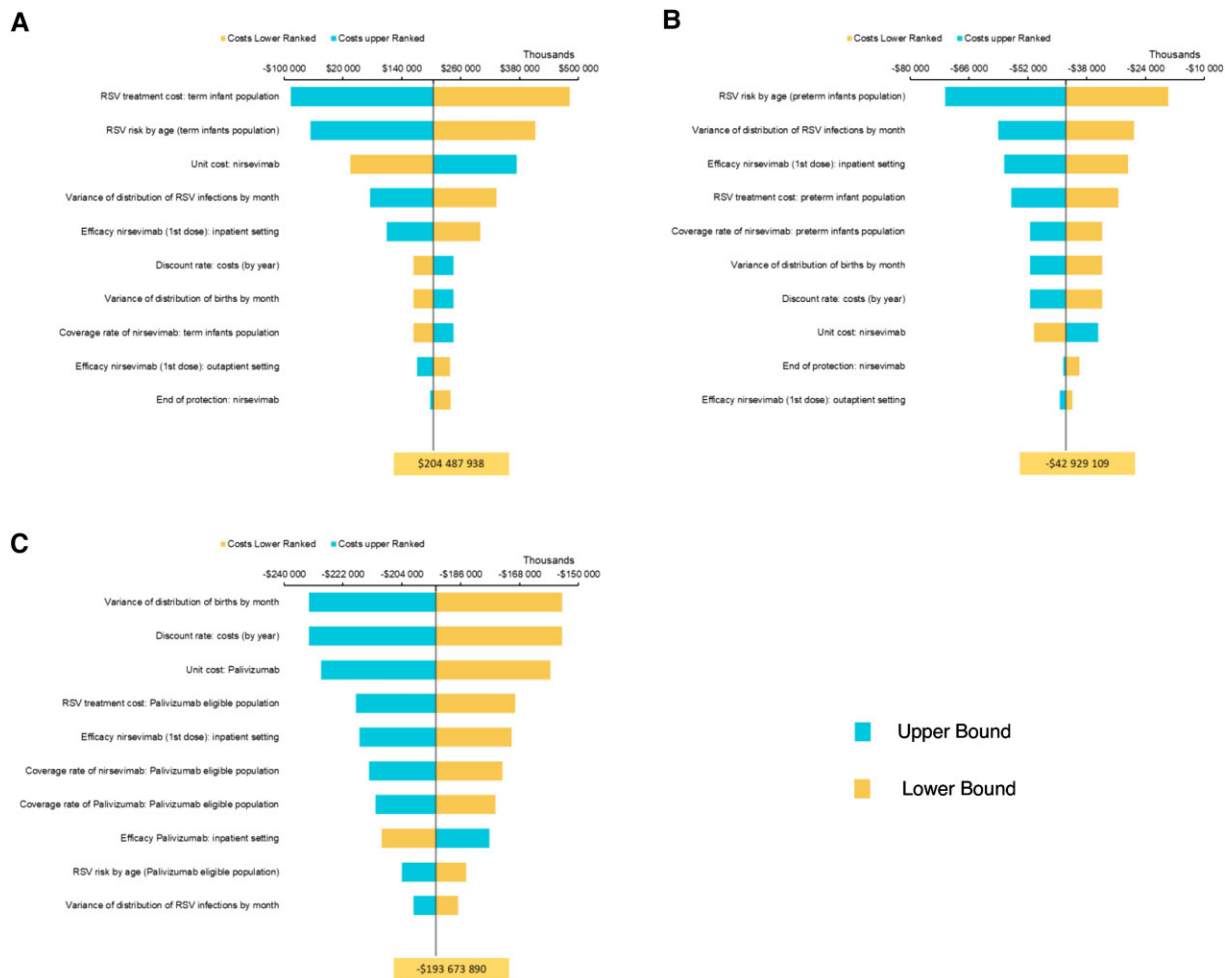 A
Costs Lower Ranked Costs upper Ranked
Thousands
-$100 000 $20 000 $140 000 $260 000 $380 000 $500 000
RSV treatment cost: term infant population
RSV risk by age (term infants population)
Unit cost: nirsevimab
Variance of distribution of RSV infections by month
Efficacy nirsevimab (1st dose): inpatient setting
Discount rate: costs (by year)
Variance of distribution of births by month
Coverage rate of nirsevimab: term infants population
Efficacy nirsevimab (1st dose): outaptient setting
End of protection: nirsevimab
$204 487 938
B
Costs Lower Ranked Costs upper Ranked
Thousands
-$80 000 -$66 000 -$52 000 -$38 000 -$24 000 -$10 000
RSV risk by age (preterm infants population)
Variance of distribution of RSV infections by month
Efficacy nirsevimab (1st dose): inpatient setting
RSV treatment cost: preterm infant population
Coverage rate of nirsevimab: preterm infants population
Variance of distribution of births by month
Discount rate: costs (by year)
Unit cost: nirsevimab
End of protection: nirsevimab
Efficacy nirsevimab (1st dose): outaptient setting
-$42 929 109
C
Costs Lower Ranked Costs upper Ranked
Thousands
-$240 000 -$222 000 -$204 000 -$186 000 -$168 000 -$150 000
Variance of distribution of births by month
Discount rate: costs (by year)
Unit cost: Palivizumab
RSV treatment cost: Palivizumab eligible population
Efficacy nirsevimab (1st dose): inpatient setting
Coverage rate of nirsevimab: Palivizumab eligible population
Coverage rate of Palivizumab: Palivizumab eligible population
Efficacy Palivizumab: inpatient setting
RSV risk by age (Palivizumab eligible population)
Variance of distribution of RSV infections by month
-$193 673 890
Upper Bound
Lower Bound